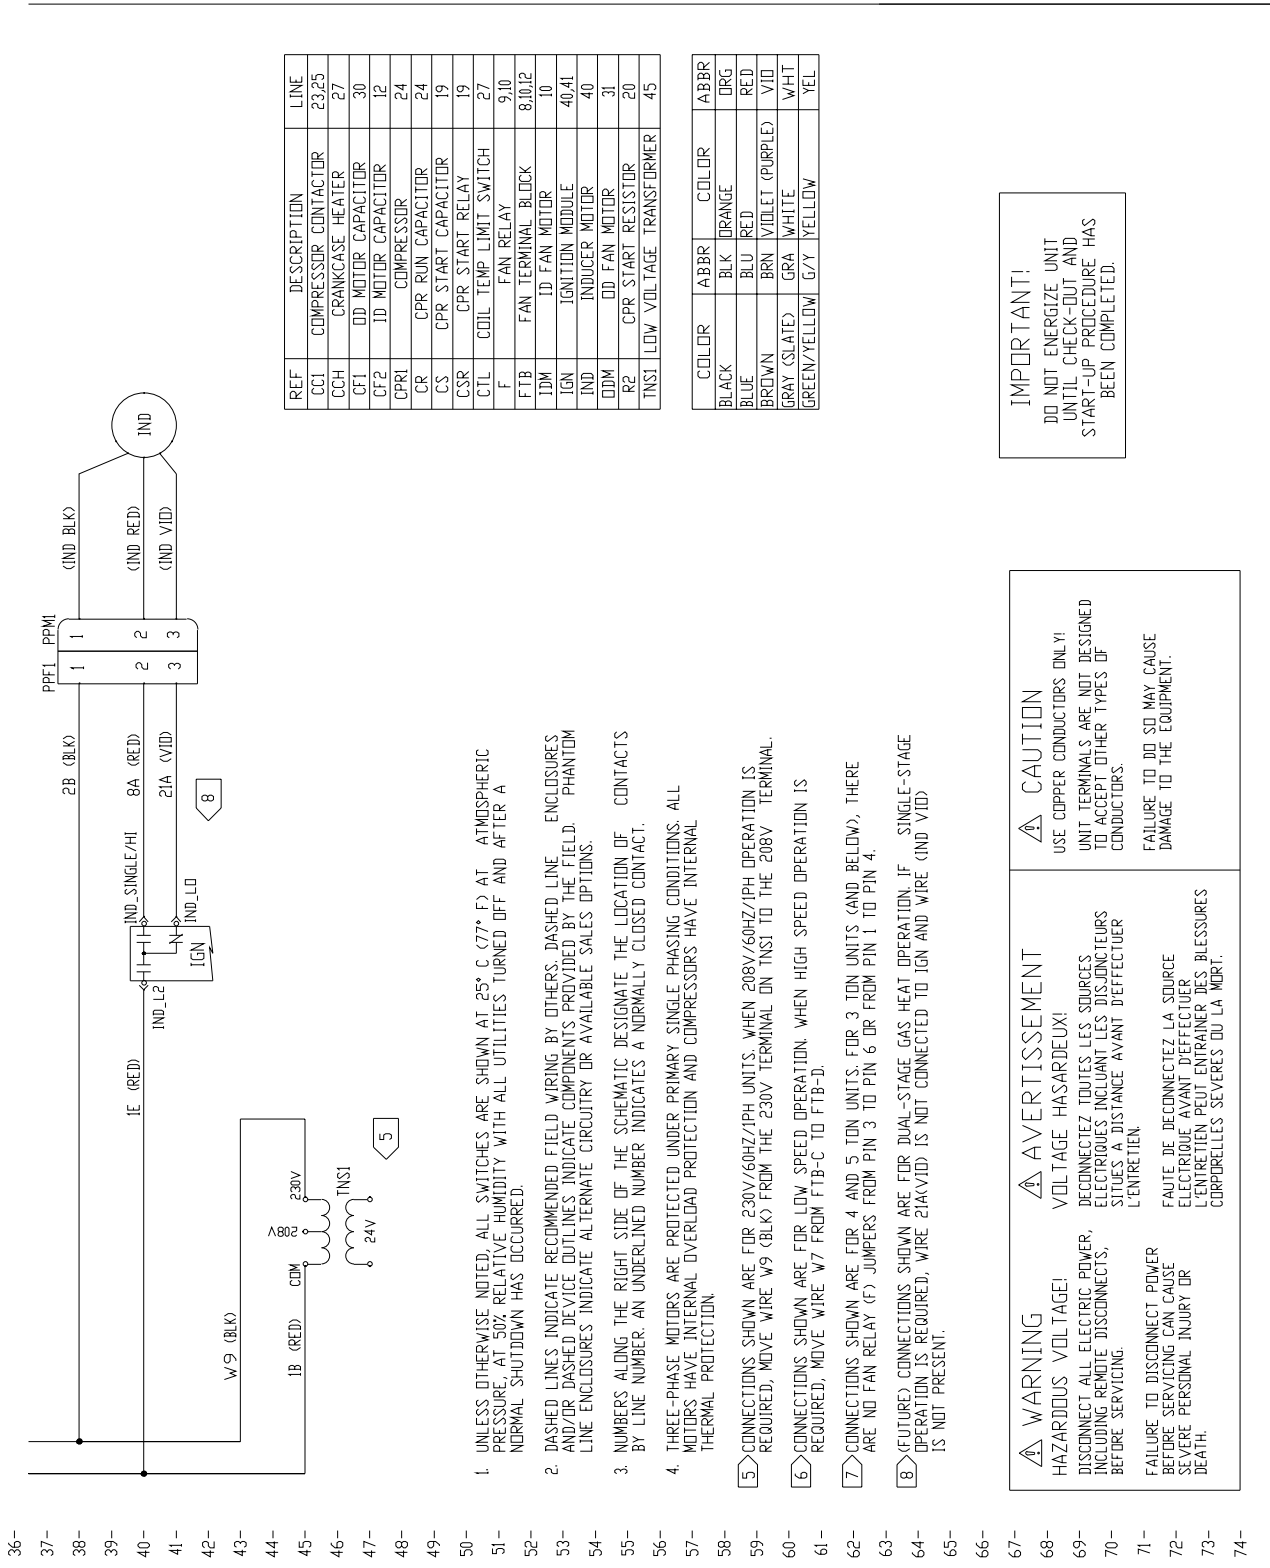 36
37
38
39
40
41
42
43
44
45
46
47
48
49
50
51
52
53
54
55
56
57
58
59
60
61
62
63
64
65
66
67
68
69
70
71
72
73
74
2B (BLK)
PPF1 PPM1
1 1
(IND BLK)
1E (RED)
IND_L2
IGN
IND_SINGLE/HI
8A (RED)
2 2
(IND RED)
IND
IND_LO
21A (VIO)
3 3
(IND VIO)
8
W9 (BLK)
1B (RED)
COM
208V
230V
TNS1
24V
5
REF DESCRIPTION LINE
CC1 COMPRESSOR CONTACTOR 23,25
CCH CRANKCASE HEATER 27
CF1 OD MOTOR CAPACITOR 30
CF2 ID MOTOR CAPACITOR 12
CPR1 COMPRESSOR 24
CR CPR RUN CAPACITOR 24
CS CPR START CAPACITOR 19
CSR CPR START RELAY 19
CTL COIL TEMP LIMIT SWITCH 27
F FAN RELAY 9,10
FTB FAN TERMINAL BLOCK 8,10,12
IDM ID FAN MOTOR 10
IGN IGNITION MODULE 40,41
IND INDUCER MOTOR 40
ODM OD FAN MOTOR 31
R2 CPR START RESISTOR 20
TNS1 LOW VOLTAGE TRANSFORMER 45
COLOR ABBR COLOR ABBR
BLACK BLK ORANGE ORG
BLUE BLU RED RED
BROWN BRN VIOLET (PURPLE) VIO
GRAY (SLATE) GRA WHITE WHT
GREEN/YELLOW G/Y YELLOW YEL
1. UNLESS OTHERWISE NOTED, ALL SWITCHES ARE SHOWN AT 25° C (77° F) AT ATMOSPHERIC
PRESSURE, AT 50% RELATIVE HUMIDITY WITH ALL UTILITIES TURNED OFF AND AFTER A
NORMAL SHUTDOWN HAS OCCURRED.
2. DASHED LINES INDICATE RECOMMENDED FIELD WIRING BY OTHERS. DASHED LINE ENCLOSURES
AND/OR DASHED DEVICE OUTLINES INDICATE COMPONENTS PROVIDED BY THE FIELD. PHANTOM
LINE ENCLOSURES INDICATE ALTERNATE CIRCUITRY OR AVAILABLE SALES OPTIONS.
3. NUMBERS ALONG THE RIGHT SIDE OF THE SCHEMATIC DESIGNATE THE LOCATION OF CONTACTS
BY LINE NUMBER. AN UNDERLINED NUMBER INDICATES A NORMALLY CLOSED CONTACT.
4. THREE-PHASE MOTORS ARE PROTECTED UNDER PRIMARY SINGLE PHASING CONDITIONS. ALL
MOTORS HAVE INTERNAL OVERLOAD PROTECTION AND COMPRESSORS HAVE INTERNAL
THERMAL PROTECTION.
5 CONNECTIONS SHOWN ARE FOR 230V/60HZ/1PH UNITS. WHEN 208V/60HZ/1PH OPERATION IS
REQUIRED, MOVE WIRE W9 (BLK) FROM THE 230V TERMINAL ON TNS1 TO THE 208V TERMINAL.
6 CONNECTIONS SHOWN ARE FOR LOW SPEED OPERATION. WHEN HIGH SPEED OPERATION IS
REQUIRED, MOVE WIRE W7 FROM FTB-C TO FTB-D.
7 CONNECTIONS SHOWN ARE FOR 4 AND 5 TON UNITS. FOR 3 TON UNITS (AND BELOW), THERE
ARE NO FAN RELAY (F) JUMPERS FROM PIN 3 TO PIN 6 OR FROM PIN 1 TO PIN 4.
8 (FUTURE) CONNECTIONS SHOWN ARE FOR DUAL-STAGE GAS HEAT OPERATION. IF SINGLE-STAGE
OPERATION IS REQUIRED, WIRE 21A(VIO) IS NOT CONNECTED TO IGN AND WIRE (IND VIO)
IS NOT PRESENT.
IMPORTANT!
DO NOT ENERGIZE UNIT
UNTIL CHECK-OUT AND
START-UP PROCEDURE HAS
BEEN COMPLETED.
⚠ WARNING
HAZARDOUS VOLTAGE!
DISCONNECT ALL ELECTRIC POWER,
INCLUDING REMOTE DISCONNECTS,
BEFORE SERVICING.
FAILURE TO DISCONNECT POWER
BEFORE SERVICING CAN CAUSE
SEVERE PERSONAL INJURY OR
DEATH.
⚠ AVERTISSEMENT
VOLTAGE HASARDEUX!
DECONNECTEZ TOUTES LES SOURCES
ELECTRIQUES INCLUANT LES DISJONCTEURS
SITUES A DISTANCE AVANT D'EFFECTUER
L'ENTRETIEN.
FAUTE DE DECONNECTEZ LA SOURCE
ELECTRIQUE AVANT D'EFFECTUER
L'ENTRETIEN PEUT ENTRAINER DES BLESSURES
CORPORELLES SEVERES OU LA MORT.
⚠ CAUTION
USE COPPER CONDUCTORS ONLY!
UNIT TERMINALS ARE NOT DESIGNED
TO ACCEPT OTHER TYPES OF
CONDUCTORS.
FAILURE TO DO SO MAY CAUSE
DAMAGE TO THE EQUIPMENT.